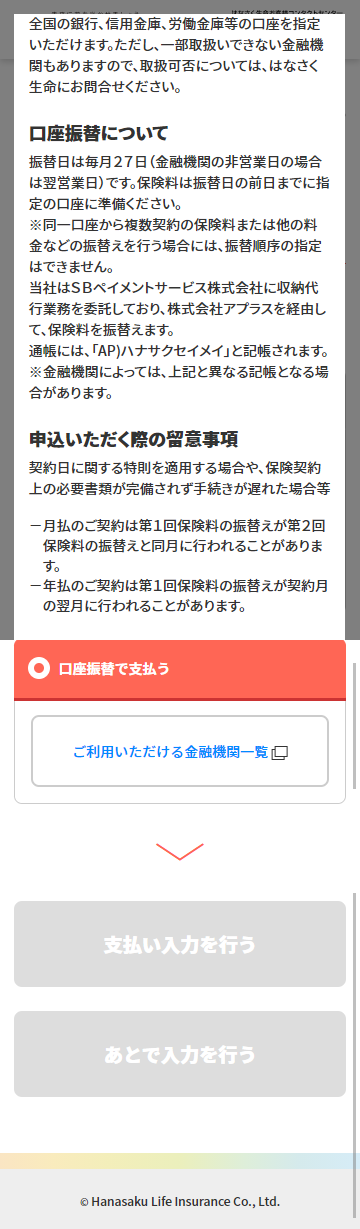 全国の銀行、信用金庫、労働金庫等の口座を指定
いただけます。ただし、一部取扱いできない金融機
関もありますので、取扱可否については、はなさく
生命にお問合せください。
口座振替について
振替日は毎月２７日（金融機関の非営業日の場合
は翌営業日）です。保険料は振替日の前日までに指
定の口座に準備ください。
※同一口座から複数契約の保険料または他の料
金などの振替えを行う場合には、振替順序の指定
はできません。
当社はＳＢペイメントサービス株式会社に収納代
行業務を委託しており、株式会社アプラスを経由し
て、保険料を振替えます。
通帳には、「AP)ハナサクセイメイ」と記帳されます。
※金融機関によっては、上記と異なる記帳となる場
合があります。
申込いただく際の留意事項
契約日に関する特則を適用する場合や、保険契約
上の必要書類が完備されず手続きが遅れた場合等
－月払のご契約は第１回保険料の振替えが第２回
保険料の振替えと同月に行われることがありま
す。
－年払のご契約は第１回保険料の振替えが契約月
の翌月に行われることがあります。
口座振替で支払う
ご利用いただける金融機関一覧
支払い入力を行う
あとで入力を行う
© Hanasaku Life Insurance Co., Ltd.